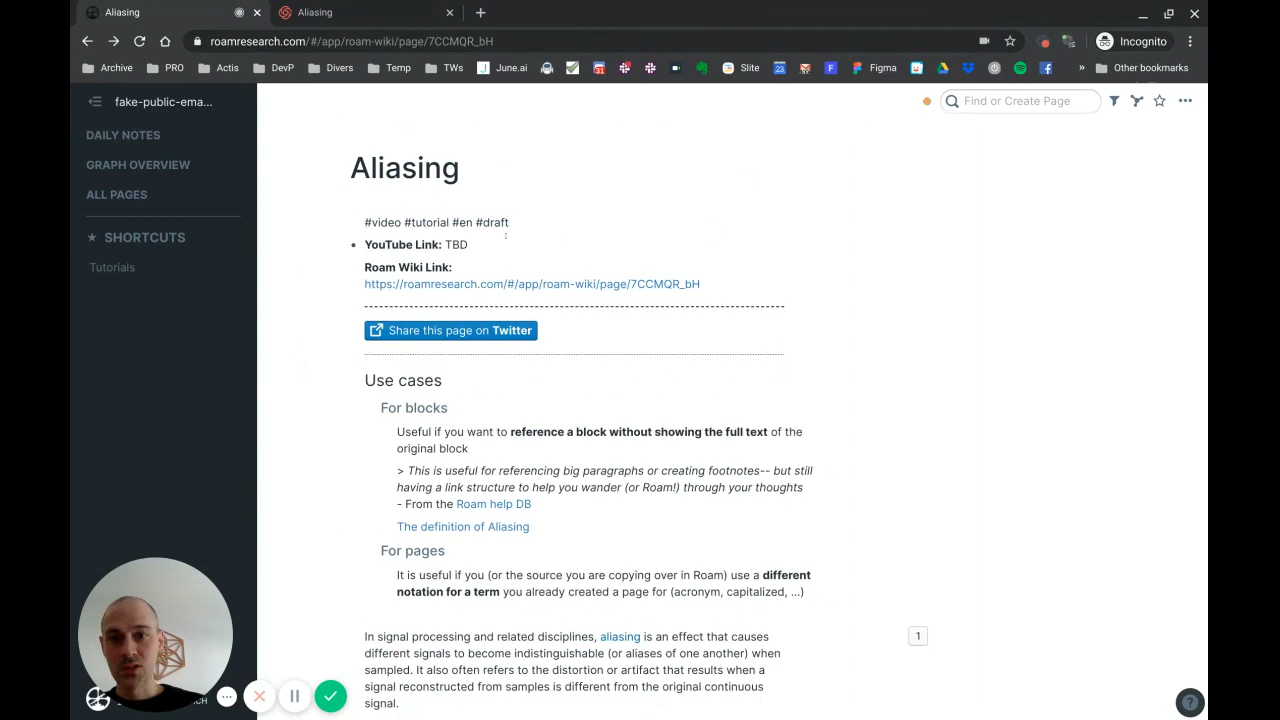 Aliasing
Aliasing
roamresearch.com/#/app/roam-wiki/page/7CCMQR_bH
Incognito
Archive
PRO
Actis
DevP
Divers
Temp
TWs
June.ai
Slite
Figma
Other bookmarks
fake-public-ema...
Find or Create Page
DAILY NOTES
GRAPH OVERVIEW
ALL PAGES
SHORTCUTS
Tutorials
Aliasing
#video #tutorial #en #draft
YouTube Link: TBD
Roam Wiki Link:
https://roamresearch.com/#/app/roam-wiki/page/7CCMQR_bH
Share this page on Twitter
Use cases
For blocks
Useful if you want to reference a block without showing the full text of the
original block
> This is useful for referencing big paragraphs or creating footnotes-- but still
having a link structure to help you wander (or Roam!) through your thoughts
- From the Roam help DB
The definition of Aliasing
For pages
It is useful if you (or the source you are copying over in Roam) use a different
notation for a term you already created a page for (acronym, capitalized, ...)
In signal processing and related disciplines, aliasing is an effect that causes
1
different signals to become indistinguishable (or aliases of one another) when
sampled. It also often refers to the distortion or artifact that results when a
signal reconstructed from samples is different from the original continuous
signal.